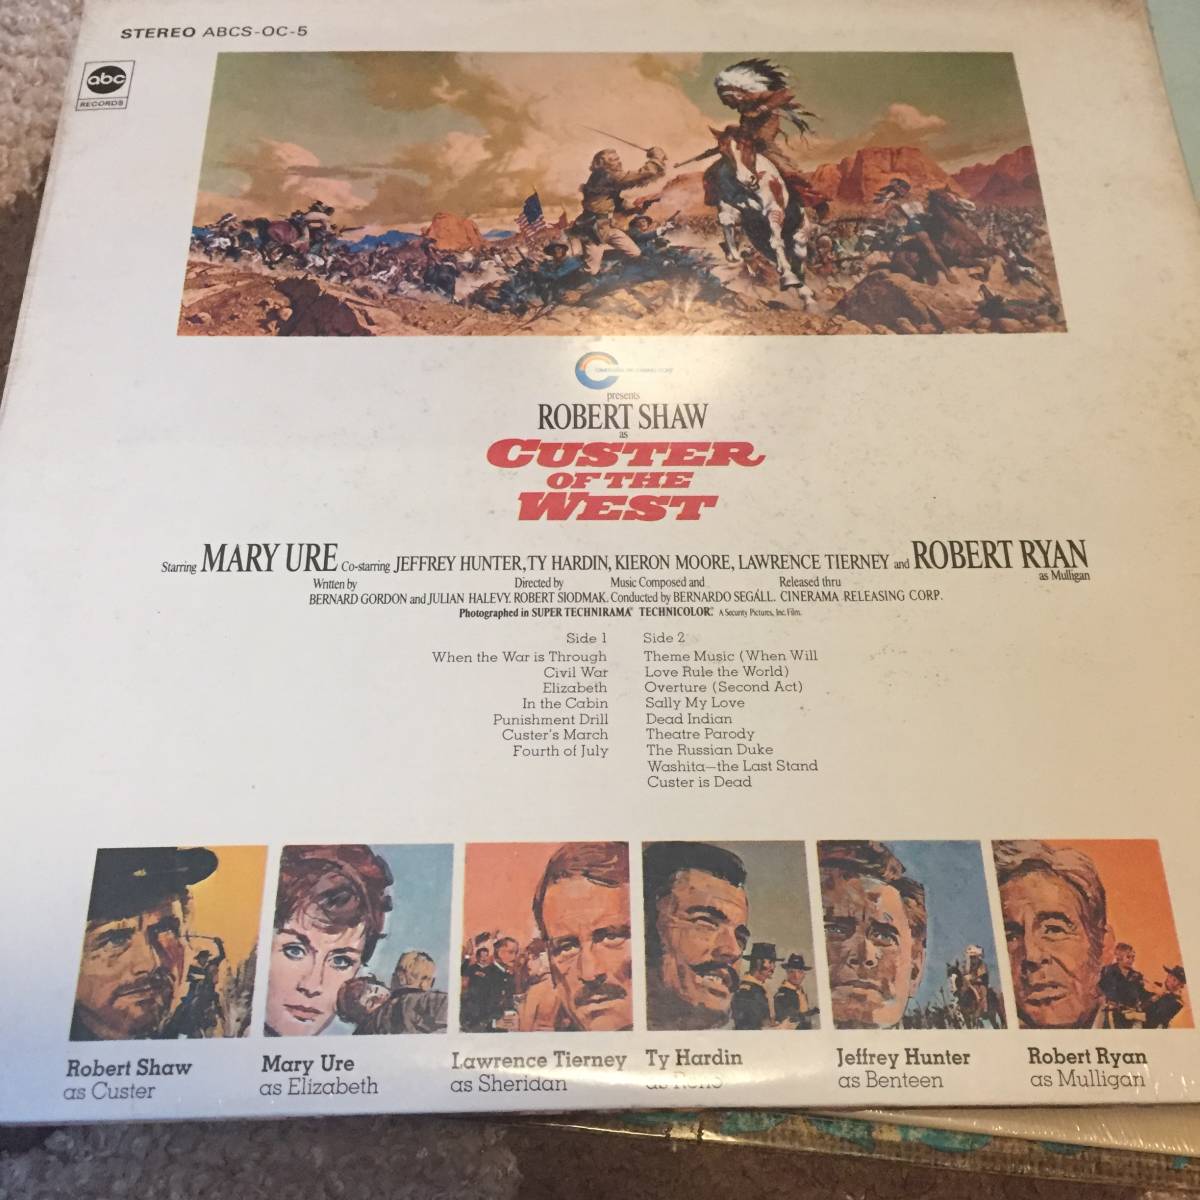 STEREO ABCS-OC-5
abc
RECORDS
presents
ROBERT SHAW
as
CUSTER
OF THE
WEST
Starring MARY URE Co-starring JEFFREY HUNTER, TY HARDIN, KIERON MOORE, LAWRENCE TIERNEY and ROBERT RYAN
as Mulligan
Written by Directed by Music Composed and Released thru
BERNARD GORDON and JULIAN HALEVY. ROBERT SIODMAK. Conducted by BERNARDO SEGÁLL. CINERAMA RELEASING CORP.
Photographed in SUPER TECHNIRAMA® TECHNICOLOR® A Security Pictures, Inc. Film.
Side 1
When the War is Through
Civil War
Elizabeth
In the Cabin
Punishment Drill
Custer's March
Fourth of July
Side 2
Theme Music (When Will
Love Rule the World)
Overture (Second Act)
Sally My Love
Dead Indian
Theatre Parody
The Russian Duke
Washita—the Last Stand
Custer is Dead
Robert Shaw
as Custer
Mary Ure
as Elizabeth
Lawrence Tierney
as Sheridan
Ty Hardin
as Reno
Jeffrey Hunter
as Benteen
Robert Ryan
as Mulligan